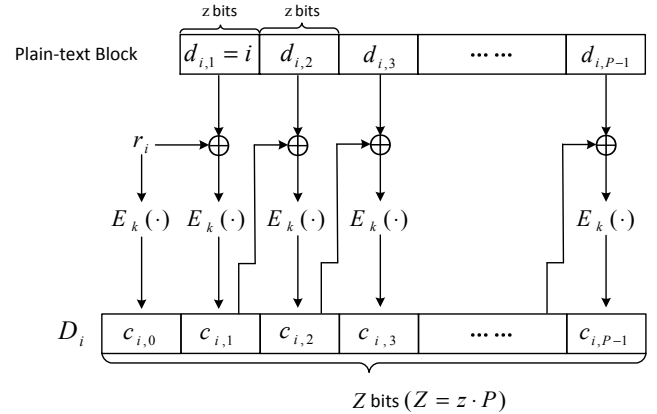 z bits z bits
Plain-text Block d_{i,1} = i d_{i,2} d_{i,3} ... ... d_{i,P-1}
r_i
E_k(·) E_k(·) E_k(·) E_k(·) E_k(·)
D_i c_{i,0} c_{i,1} c_{i,2} c_{i,3} ... ... c_{i,P-1}
Z bits (Z = z · P)